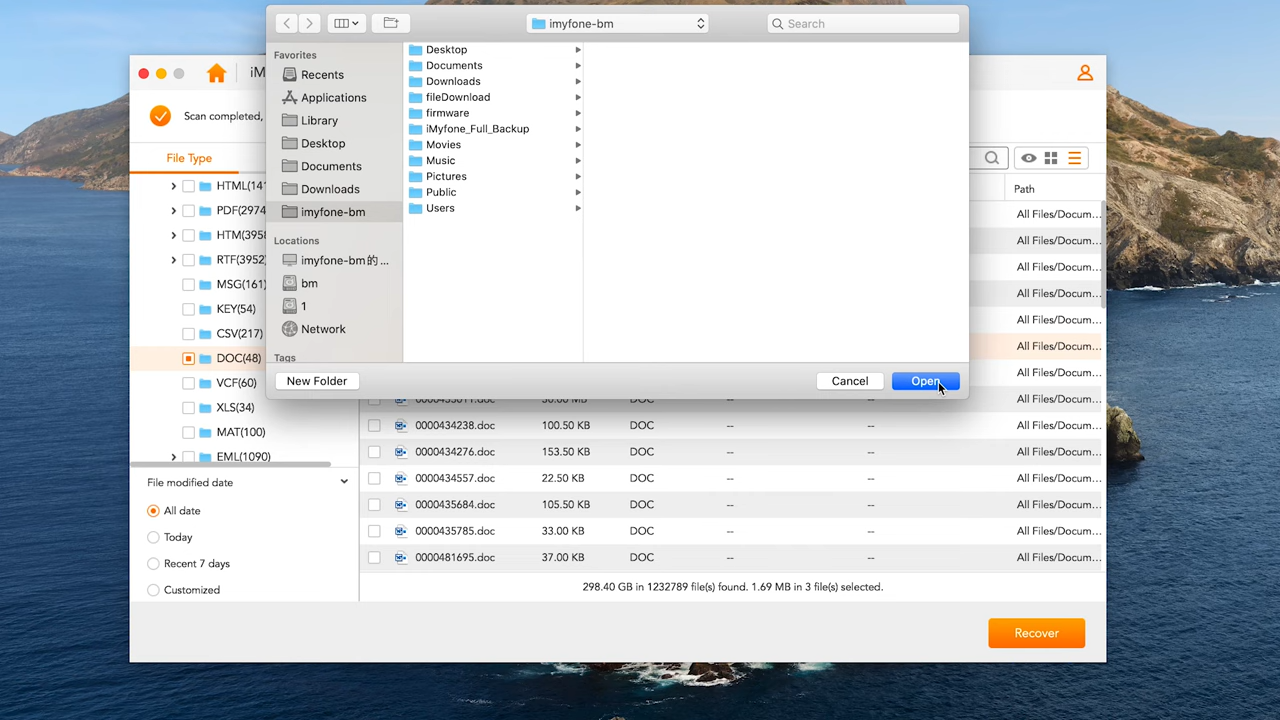 imyfone-bm
Search
Favorites
Recents
Applications
Library
Desktop
Documents
Downloads
imyfone-bm
Locations
imyfone-bm的 ...
bm
1
Network
Tags
Desktop
Documents
Downloads
fileDownload
firmware
iMyfone_Full_Backup
Movies
Music
Pictures
Public
Users
New Folder
Cancel
Open
Scan completed,
File Type
PDF(2974
RTF(3952
MSG(161)
KEY(54)
CSV(217)
DOC(48)
VCF(60)
XLS(34)
MAT(100)
EML(1090)
File modified date
All date
Today
Recent 7 days
Customized
Path
All Files/Docum...
All Files/Docum...
All Files/Docum...
All Files/Docum...
All Files/Docum...
All Files/Docum...
All Files/Docum...
DOC -- -- All Files/Docum...
0000434238.doc 100.50 KB DOC -- -- All Files/Docum...
0000434276.doc 153.50 KB DOC -- -- All Files/Docum...
0000434557.doc 22.50 KB DOC -- -- All Files/Docum...
0000435684.doc 105.50 KB DOC -- -- All Files/Docum...
0000435785.doc 33.00 KB DOC -- -- All Files/Docum...
0000481695.doc 37.00 KB DOC -- -- All Files/Docum...
298.40 GB in 1232789 file(s) found. 1.69 MB in 3 file(s) selected.
Recover